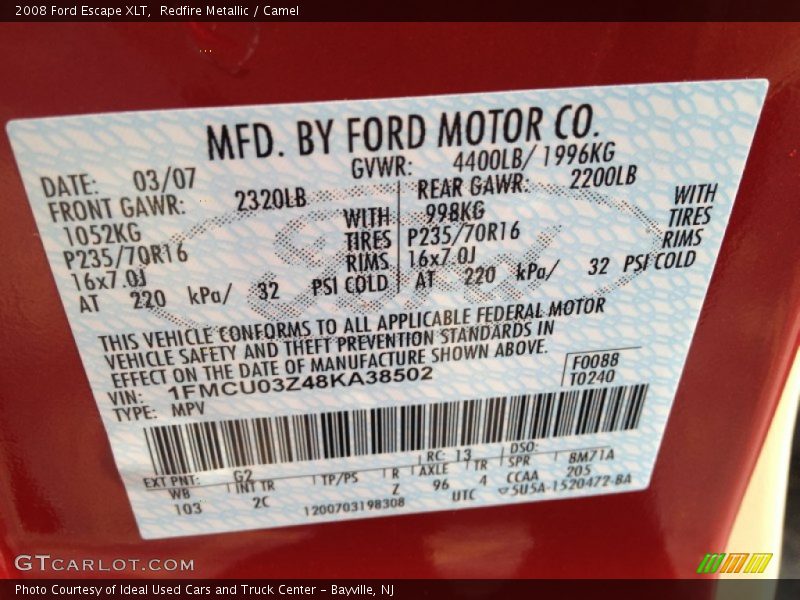 2008 Ford Escape XLT, Redfire Metallic / Camel
MFD. BY FORD MOTOR CO.
DATE: 03/07 GVWR: 4400LB/ 1996KG
FRONT GAWR: 2320LB REAR GAWR: 2200LB
1052KG WITH 998KG WITH
P235/70R16 TIRES P235/70R16 TIRES
16x7.0J RIMS 16x7.0J RIMS
AT 220 kPa/ 32 PSI COLD AT 220 kPa/ 32 PSI COLD
THIS VEHICLE CONFORMS TO ALL APPLICABLE FEDERAL MOTOR
VEHICLE SAFETY AND THEFT PREVENTION STANDARDS IN
EFFECT ON THE DATE OF MANUFACTURE SHOWN ABOVE.
VIN: 1FMCU03Z48KA38502 F0088
TYPE: MPV T0240
EXT PNT: G2 RC: 13 DSO:
WB INT TR TP/PS R AXLE TR SPR 8M71A
103 2C Z 96 4 CCAA 205
1200703198308 UTC 5U5A-1520472-BA
GTCARLOT.COM
Photo Courtesy of Ideal Used Cars and Truck Center - Bayville, NJ